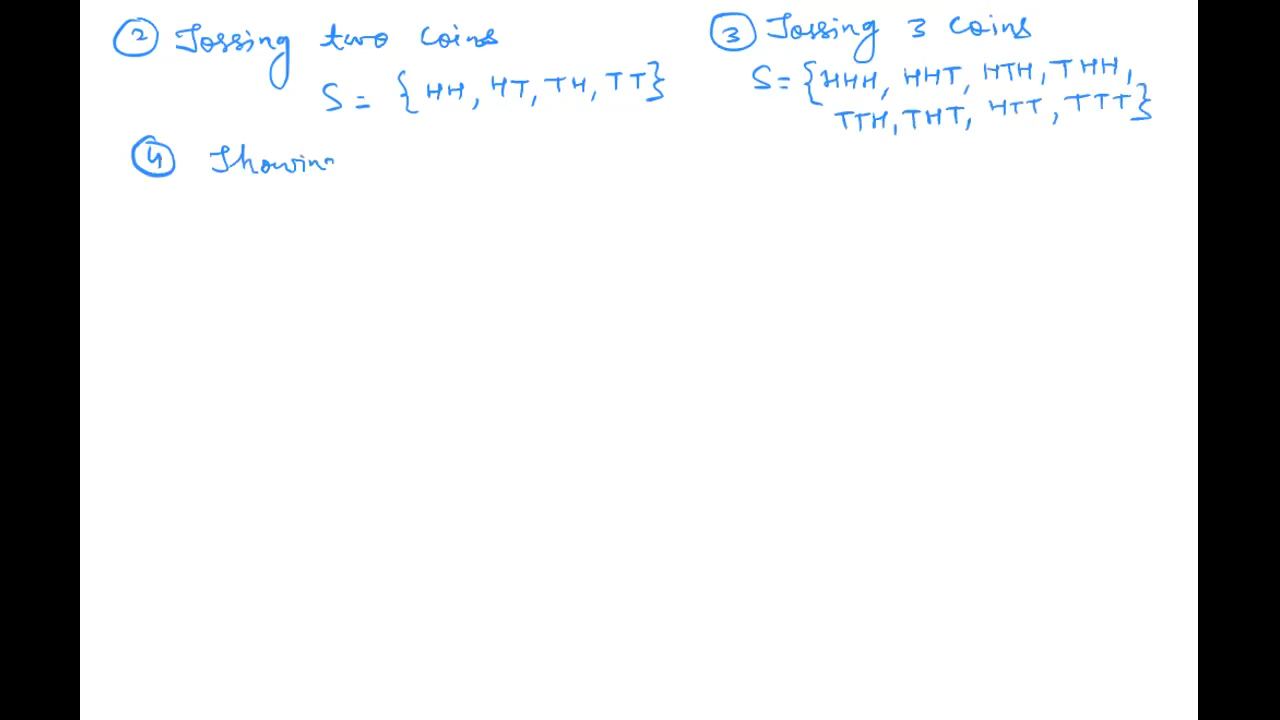 ② Tossing two coins
S = {HH, HT, TH, TT}
③ Tossing 3 coins
S = {HHH, HHT, HTH, THH,
TTH, THT, HTT, TTT}
④